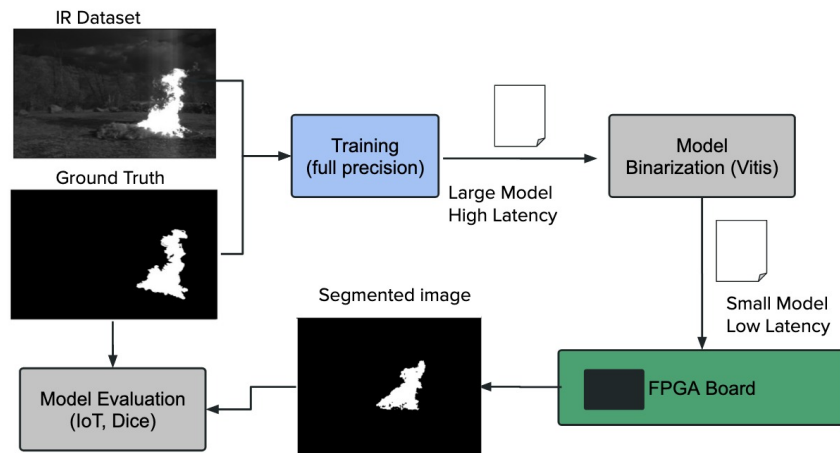 IR Dataset
Ground Truth
Training
(full precision)
Large Model
High Latency
Model
Binarization (Vitis)
Small Model
Low Latency
FPGA Board
Segmented image
Model Evaluation
(IoT, Dice)